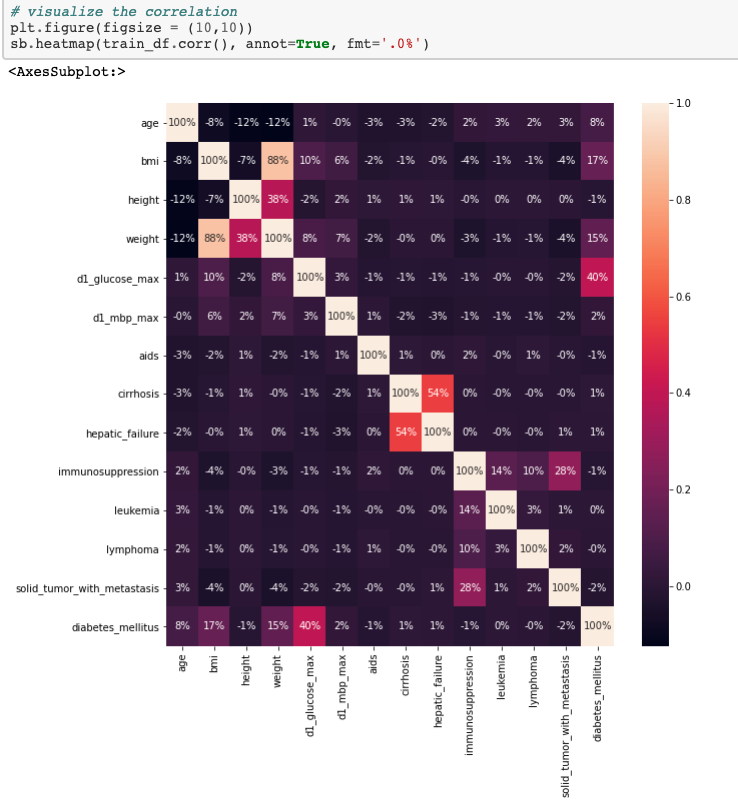 # visualize the correlation
plt.figure(figsize = (10,10))
sb.heatmap(train_df.corr(), annot=True, fmt='.0%')
<AxesSubplot:>
age 100% -8% -12% -12% 1% -0% -3% -3% -2% 2% 3% 2% 3% 8%
bmi -8% 100% -7% 88% 10% 6% -2% -1% -0% -4% -1% -1% -4% 17%
height -12% -7% 100% 38% -2% 2% 1% 1% 1% -0% 0% 0% 0% -1%
weight -12% 88% 38% 100% 8% 7% -2% -0% 0% -3% -1% -1% -4% 15%
d1_glucose_max 1% 10% -2% 8% 100% 3% -1% -1% -1% -1% -0% -0% -2% 40%
d1_mbp_max -0% 6% 2% 7% 3% 100% 1% -2% -3% -1% -1% -1% -2% 2%
aids -3% -2% 1% -2% -1% 1% 100% 1% 0% 2% -0% 1% -0% -1%
cirrhosis -3% -1% 1% -0% -1% -2% 1% 100% 54% 0% -0% -0% -0% 1%
hepatic_failure -2% -0% 1% 0% -1% -3% 0% 54% 100% 0% -0% -0% 1% 1%
immunosuppression 2% -4% -0% -3% -1% -1% 2% 0% 0% 100% 14% 10% 28% -1%
leukemia 3% -1% 0% -1% -0% -1% -0% -0% -0% 14% 100% 3% 1% 0%
lymphoma 2% -1% 0% -1% -0% -1% 1% -0% -0% 10% 3% 100% 2% -0%
solid_tumor_with_metastasis 3% -4% 0% -4% -2% -2% -0% -0% 1% 28% 1% 2% 100% -2%
diabetes_mellitus 8% 17% -1% 15% 40% 2% -1% 1% 1% -1% 0% -0% -2% 100%
age
bmi
height
weight
d1_glucose_max
d1_mbp_max
aids
cirrhosis
hepatic_failure
immunosuppression
leukemia
lymphoma
solid_tumor_with_metastasis
diabetes_mellitus
1.0
0.8
0.6
0.4
0.2
0.0